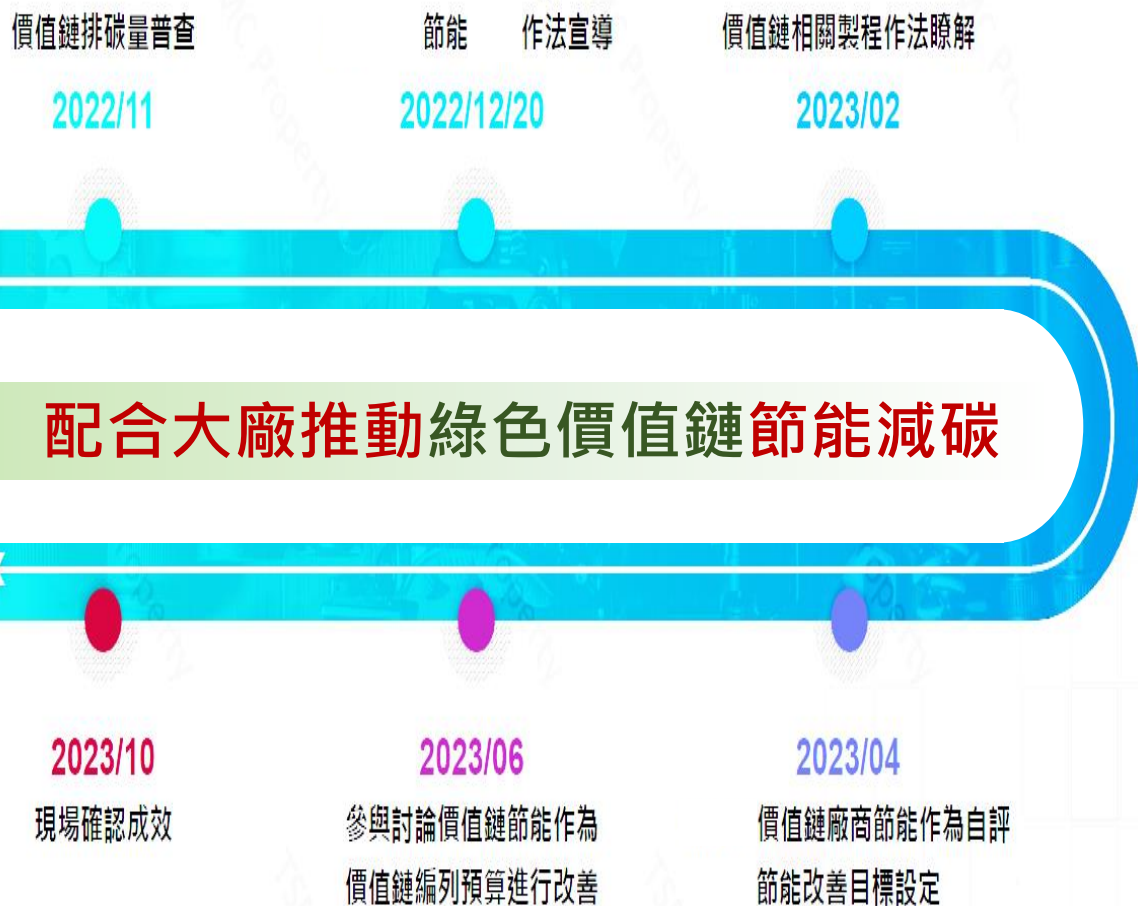 價值鏈排碳量普查
節能 作法宣導
價值鏈相關製程作法瞭解
2022/11
2022/12/20
2023/02
配合大廠推動綠色價值鏈節能減碳
2023/10
現場確認成效
2023/06
參與討論價值鏈節能作為
價值鏈編列預算進行改善
2023/04
價值鏈廠商節能作為自評
節能改善目標設定